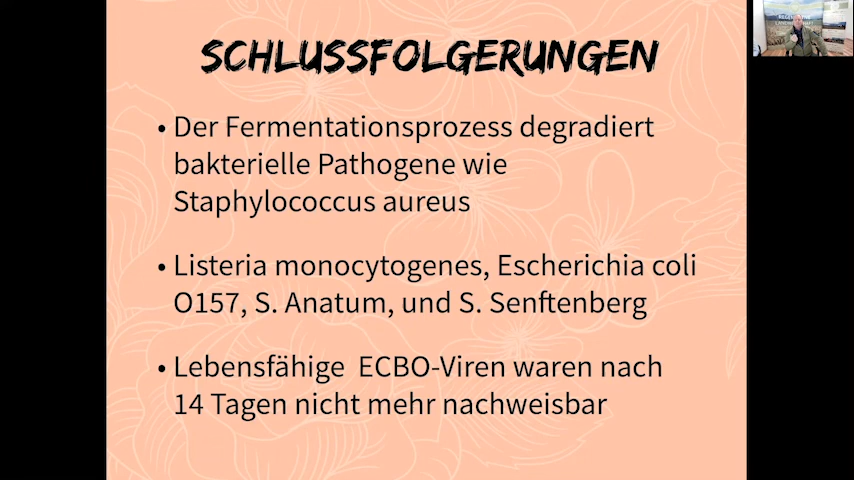 SCHLUSSFOLGERUNGEN
• Der Fermentationsprozess degradiert
bakterielle Pathogene wie
Staphylococcus aureus
• Listeria monocytogenes, Escherichia coli
O157, S. Anatum, und S. Senftenberg
• Lebensfähige ECBO-Viren waren nach
14 Tagen nicht mehr nachweisbar